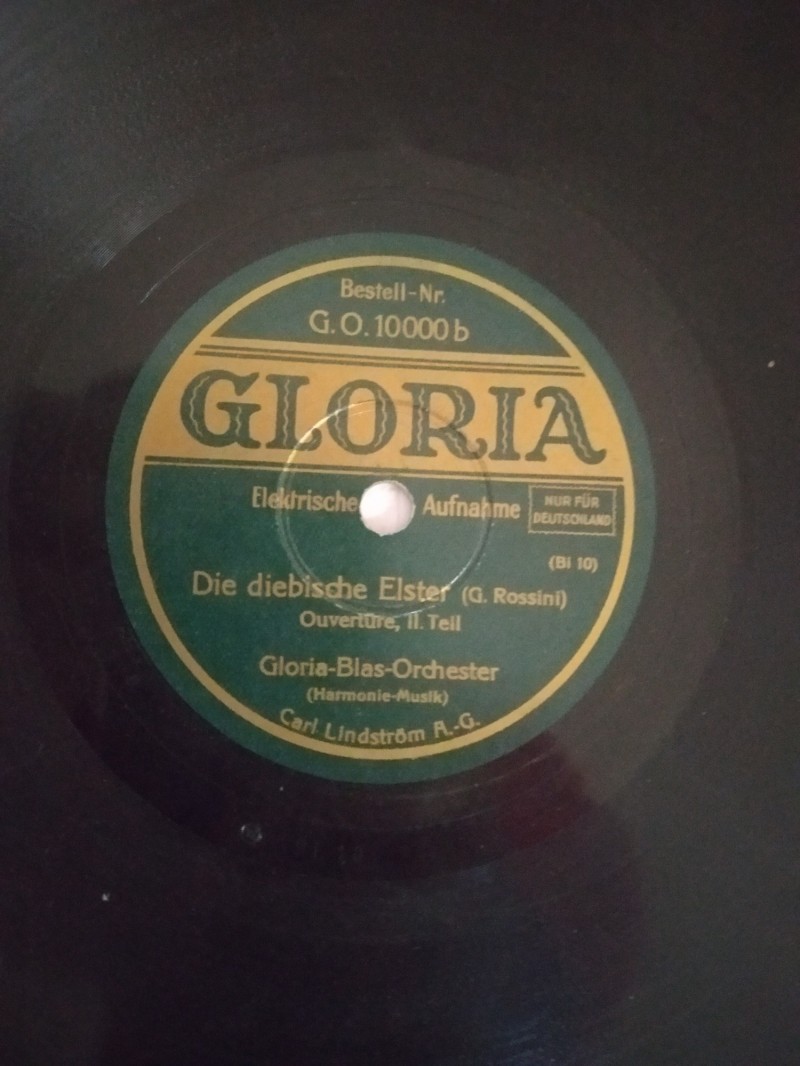 Bestell-Nr.
G.O.10000b
GLORIA
Elektrische Aufnahme
NUR FÜR
DEUTSCHLAND
(BI 10)
Die diebische Elster (G. Rossini)
Ouvertüre, II. Teil
Gloria-Blas-Orchester
(Harmonie-Musik)
Carl Lindström A.-G.